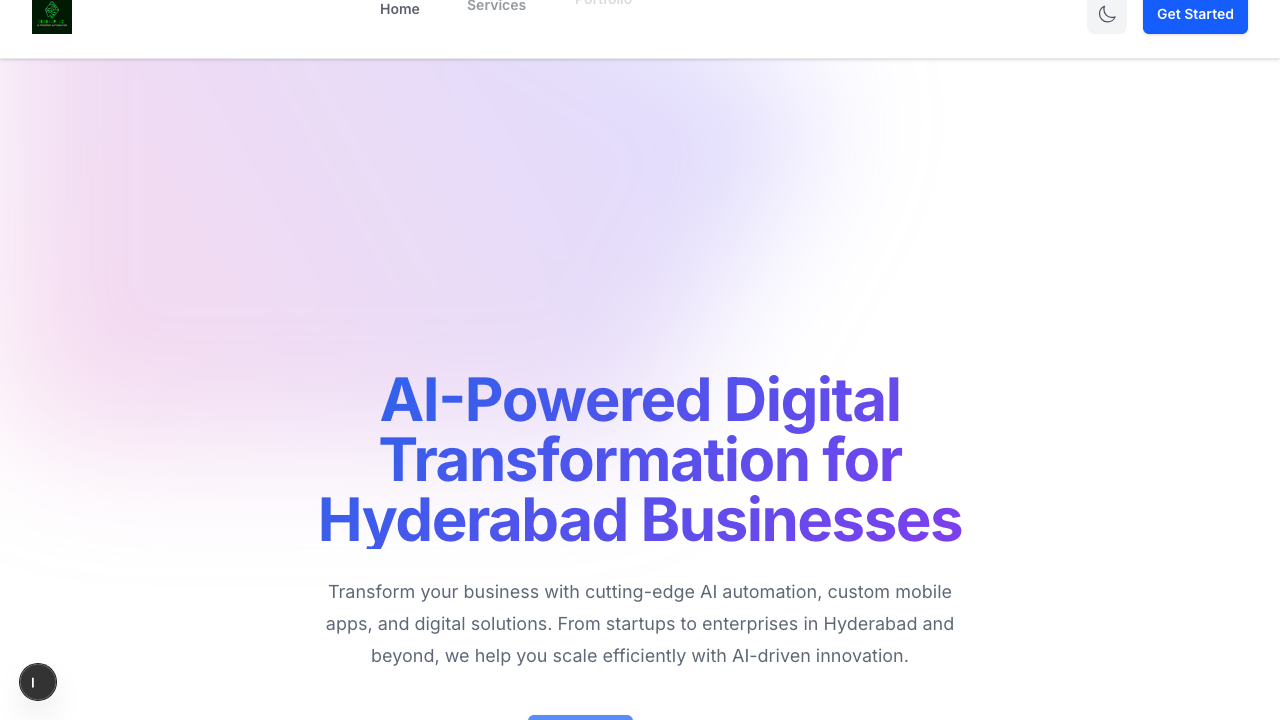 Home
Services
Portfolio
Get Started
AI-Powered Digital
Transformation for
Hyderabad Businesses
Transform your business with cutting-edge AI automation, custom mobile
apps, and digital solutions. From startups to enterprises in Hyderabad and
beyond, we help you scale efficiently with AI-driven innovation.